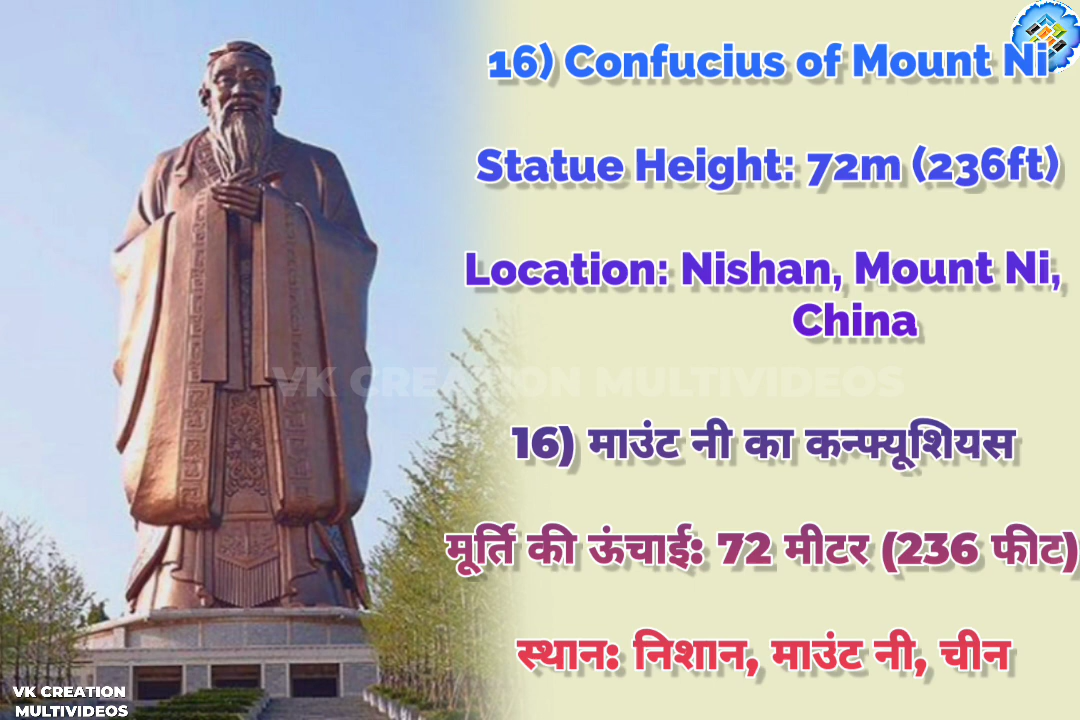 16) Confucius of Mount Ni
Statue Height: 72m (236ft)
Location: Nishan, Mount Ni,
China
VK CREATION MULTIVIDEOS
16) माउंट नी का कन्फ्यूशियस
मूर्ति की ऊंचाई: 72 मीटर (236 फीट)
स्थान: निशान, माउंट नी, चीन
VK CREATION
MULTIVIDEOS